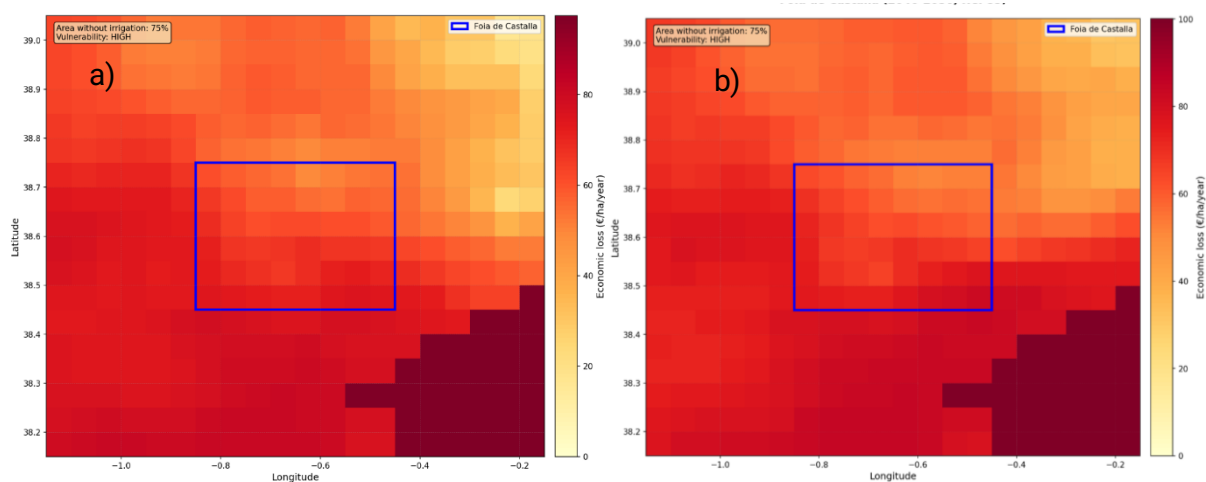 Area without irrigation: 75%
Vulnerability: HIGH
Foia de Castalla
a)
39.0
38.9
38.8
38.7
38.6
38.5
38.4
38.3
38.2
Latitude
−1.0
−0.8
−0.6
−0.4
−0.2
Longitude
80
60
40
20
0
Economic loss (€/ha/year)
Area without irrigation: 75%
Vulnerability: HIGH
Foia de Castalla
b)
39.0
38.9
38.8
38.7
38.6
38.5
38.4
38.3
38.2
Latitude
−1.0
−0.8
−0.6
−0.4
−0.2
Longitude
100
80
60
40
20
0
Economic loss (€/ha/year)